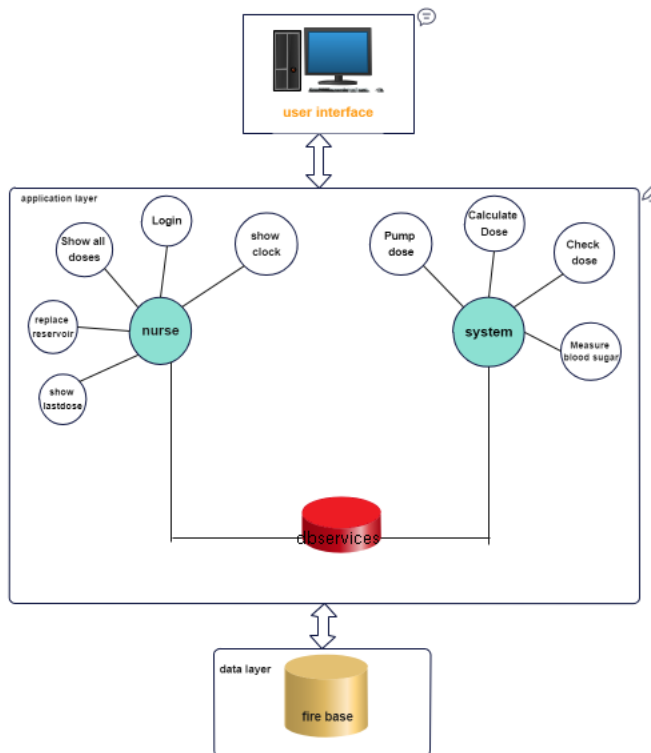 user interface
application layer
Login
Show all
doses
show
clock
replace
reservoir
nurse
show
lastdose
Calculate
Dose
Pump
dose
Check
dose
system
Measure
blood sugar
dbservices
data layer
fire base